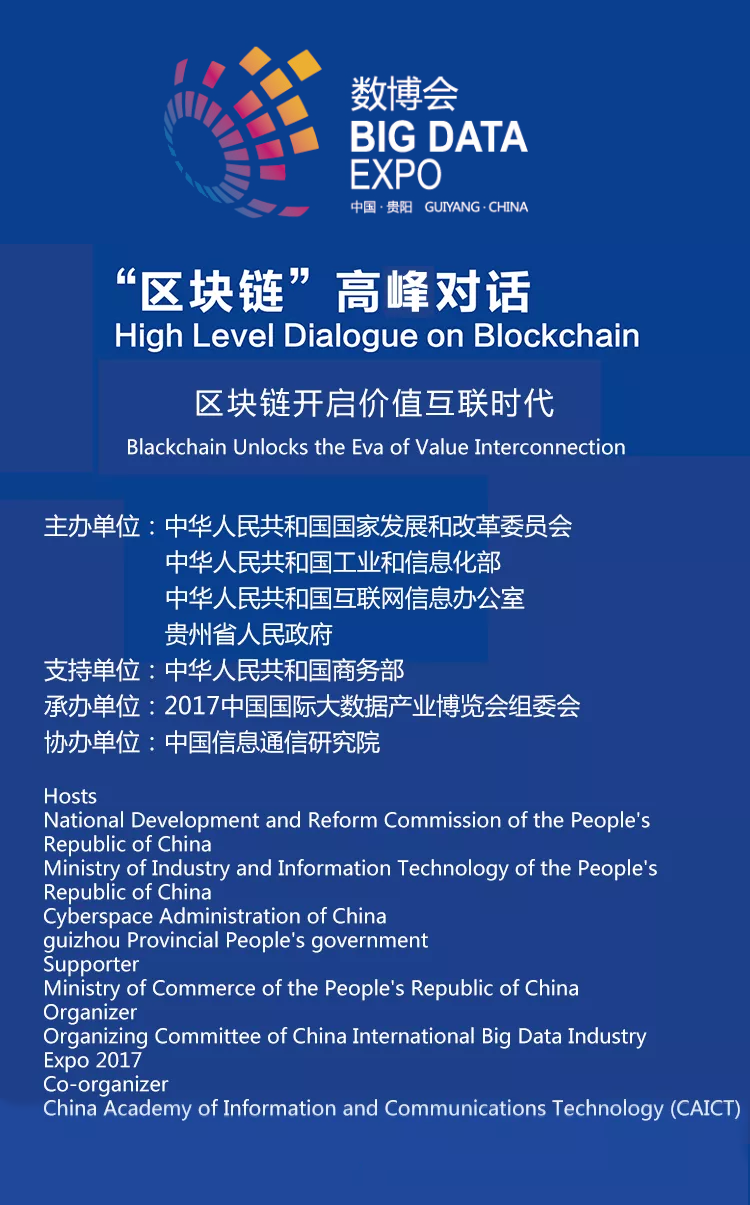 数博会
BIG DATA
EXPO
中国·贵阳 GUIYANG·CHINA
“区块链”高峰对话
High Level Dialogue on Blockchain
区块链开启价值互联时代
Blackchain Unlocks the Eva of Value Interconnection
主办单位：中华人民共和国国家发展和改革委员会
中华人民共和国工业和信息化部
中华人民共和国互联网信息办公室
贵州省人民政府
支持单位：中华人民共和国商务部
承办单位：2017中国国际大数据产业博览会组委会
协办单位：中国信息通信研究院
Hosts
National Development and Reform Commission of the People's
Republic of China
Ministry of Industry and Information Technology of the People's
Republic of China
Cyberspace Administration of China
guizhou Provincial People's government
Supporter
Ministry of Commerce of the People's Republic of China
Organizer
Organizing Committee of China International Big Data Industry
Expo 2017
Co-organizer
China Academy of Information and Communications Technology (CAICT)